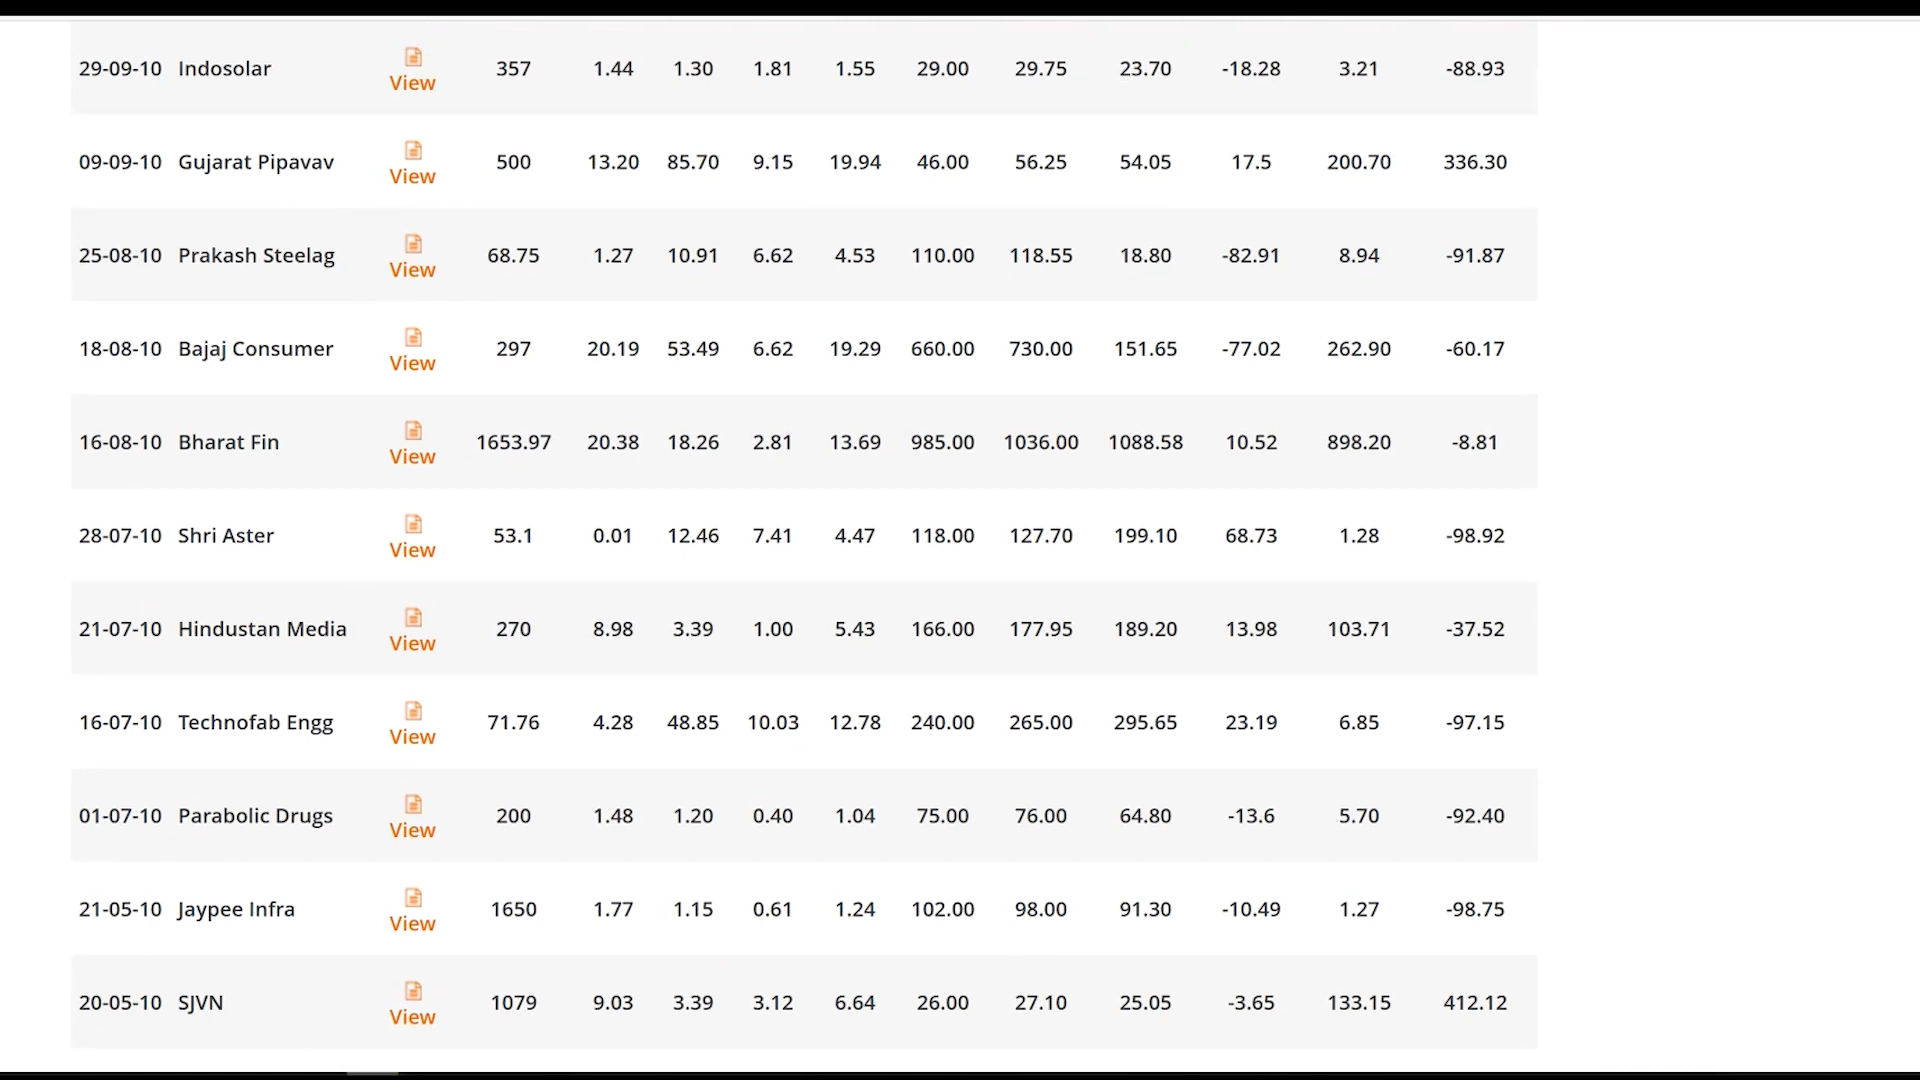 29-09-10 Indosolar View 357 1.44 1.30 1.81 1.55 29.00 29.75 23.70 -18.28 3.21 -88.93
09-09-10 Gujarat Pipavav View 500 13.20 85.70 9.15 19.94 46.00 56.25 54.05 17.5 200.70 336.30
25-08-10 Prakash Steelag View 68.75 1.27 10.91 6.62 4.53 110.00 118.55 18.80 -82.91 8.94 -91.87
18-08-10 Bajaj Consumer View 297 20.19 53.49 6.62 19.29 660.00 730.00 151.65 -77.02 262.90 -60.17
16-08-10 Bharat Fin View 1653.97 20.38 18.26 2.81 13.69 985.00 1036.00 1088.58 10.52 898.20 -8.81
28-07-10 Shri Aster View 53.1 0.01 12.46 7.41 4.47 118.00 127.70 199.10 68.73 1.28 -98.92
21-07-10 Hindustan Media View 270 8.98 3.39 1.00 5.43 166.00 177.95 189.20 13.98 103.71 -37.52
16-07-10 Technofab Engg View 71.76 4.28 48.85 10.03 12.78 240.00 265.00 295.65 23.19 6.85 -97.15
01-07-10 Parabolic Drugs View 200 1.48 1.20 0.40 1.04 75.00 76.00 64.80 -13.6 5.70 -92.40
21-05-10 Jaypee Infra View 1650 1.77 1.15 0.61 1.24 102.00 98.00 91.30 -10.49 1.27 -98.75
20-05-10 SJVN View 1079 9.03 3.39 3.12 6.64 26.00 27.10 25.05 -3.65 133.15 412.12